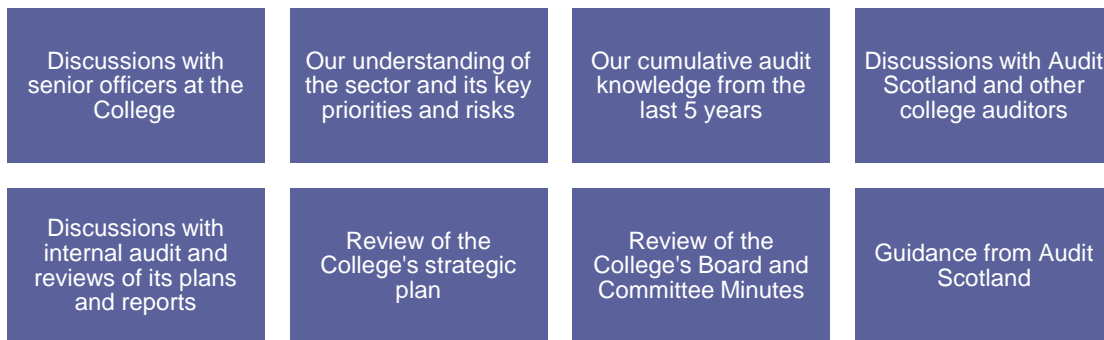 Discussions with
senior officers at the
College
Our understanding of
the sector and its key
priorities and risks
Our cumulative audit
knowledge from the
last 5 years
Discussions with Audit
Scotland and other
college auditors
Discussions with
internal audit and
reviews of its plans
and reports
Review of the
College's strategic
plan
Review of the
College's Board and
Committee Minutes
Guidance from Audit
Scotland